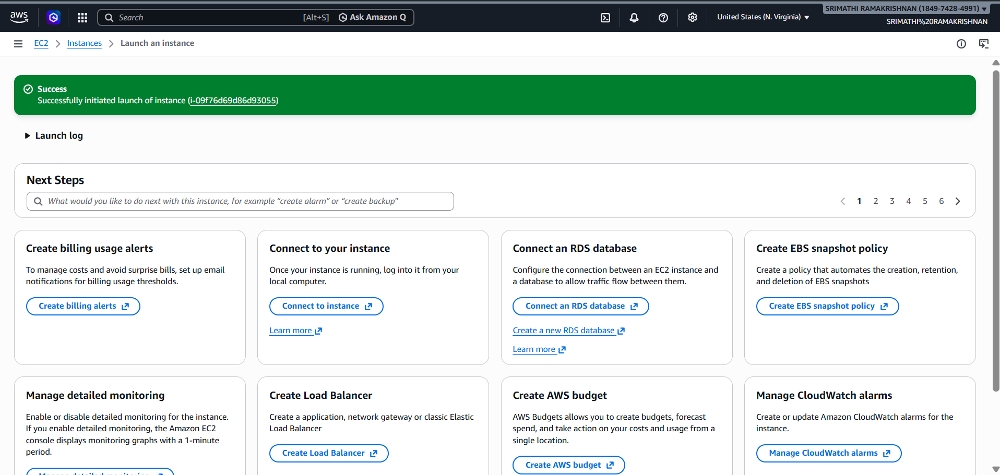 aws
Search
[Alt+S]
Ask Amazon Q
United States (N. Virginia)
SRIMATHI RAMAKRISHNAN (1849-7428-4991)
SRIMATHI%20RAMAKRISHNAN
EC2
Instances
Launch an instance
Success
Successfully initiated launch of instance (i-09f76d69d86d93055)
Launch log
Next Steps
What would you like to do next with this instance, for example “create alarm” or “create backup"
1 2 3 4 5 6
Create billing usage alerts
To manage costs and avoid surprise bills, set up email
notifications for billing usage thresholds.
Create billing alerts
Connect to your instance
Once your instance is running, log into it from your
local computer.
Connect to instance
Learn more
Connect an RDS database
Configure the connection between an EC2 instance and
a database to allow traffic flow between them.
Connect an RDS database
Create a new RDS database
Learn more
Create EBS snapshot policy
Create a policy that automates the creation, retention,
and deletion of EBS snapshots
Create EBS snapshot policy
Manage detailed monitoring
Enable or disable detailed monitoring for the instance.
If you enable detailed monitoring, the Amazon EC2
console displays monitoring graphs with a 1-minute
period.
Manage detailed monitoring
Create Load Balancer
Create a application, network gateway or classic Elastic
Load Balancer
Create Load Balancer
Create AWS budget
AWS Budgets allows you to create budgets, forecast
spend, and take action on your costs and usage from a
single location.
Create AWS budget
Manage CloudWatch alarms
Create or update Amazon CloudWatch alarms for the
instance.
Manage CloudWatch alarms